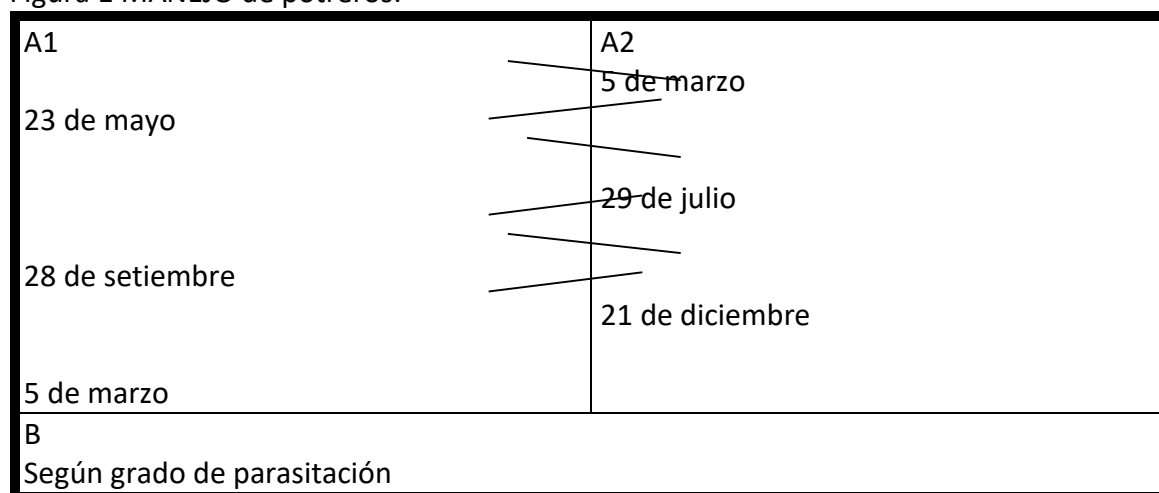 Figura MANEJO de potreros.
A1
23 de mayo
28 de setiembre
5 de marzo
A2
5 de marzo
29 de julio
21 de diciembre
B
Según grado de parasitación